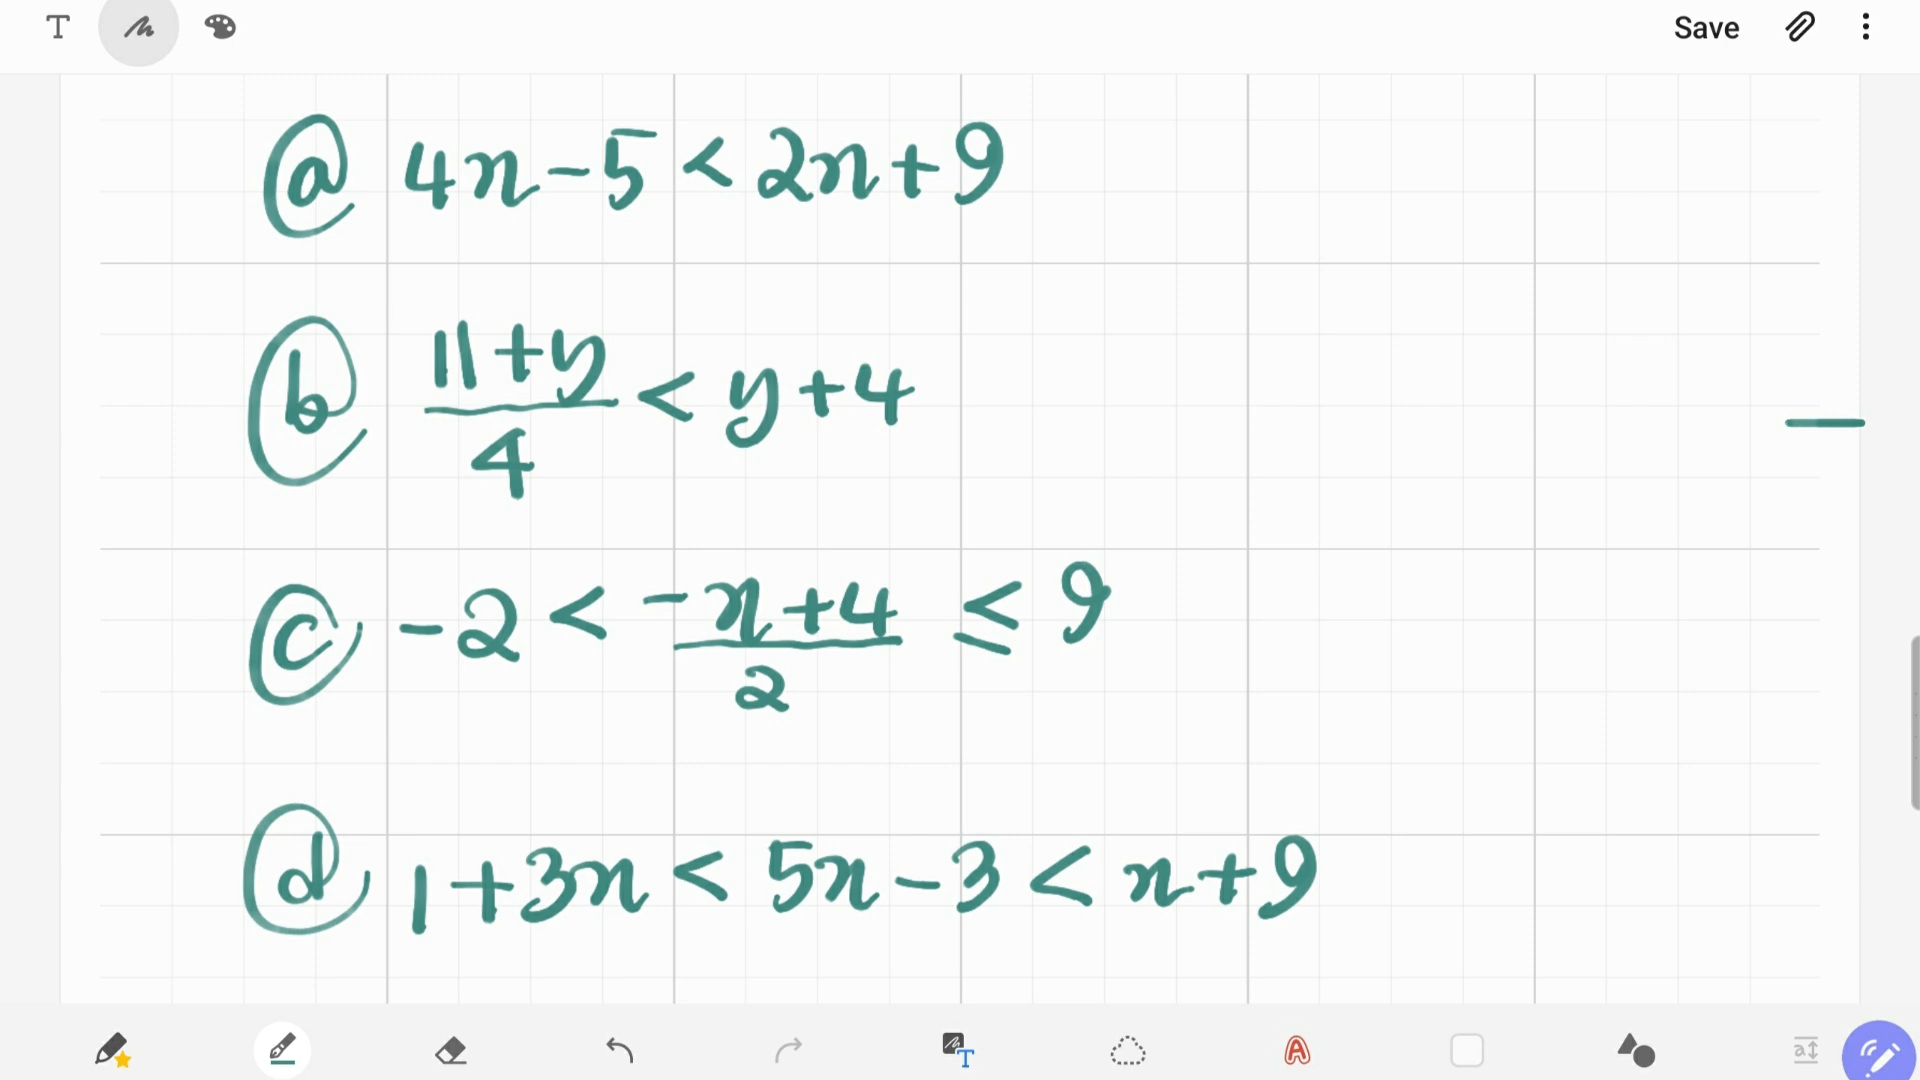 Save
ⓐ 4x-5 < 2x+9
ⓑ (11+y)/4 < y+4
ⓒ -2 < (-x+4)/2 ≤ 9
ⓓ 1+3x < 5x-3 < x+9